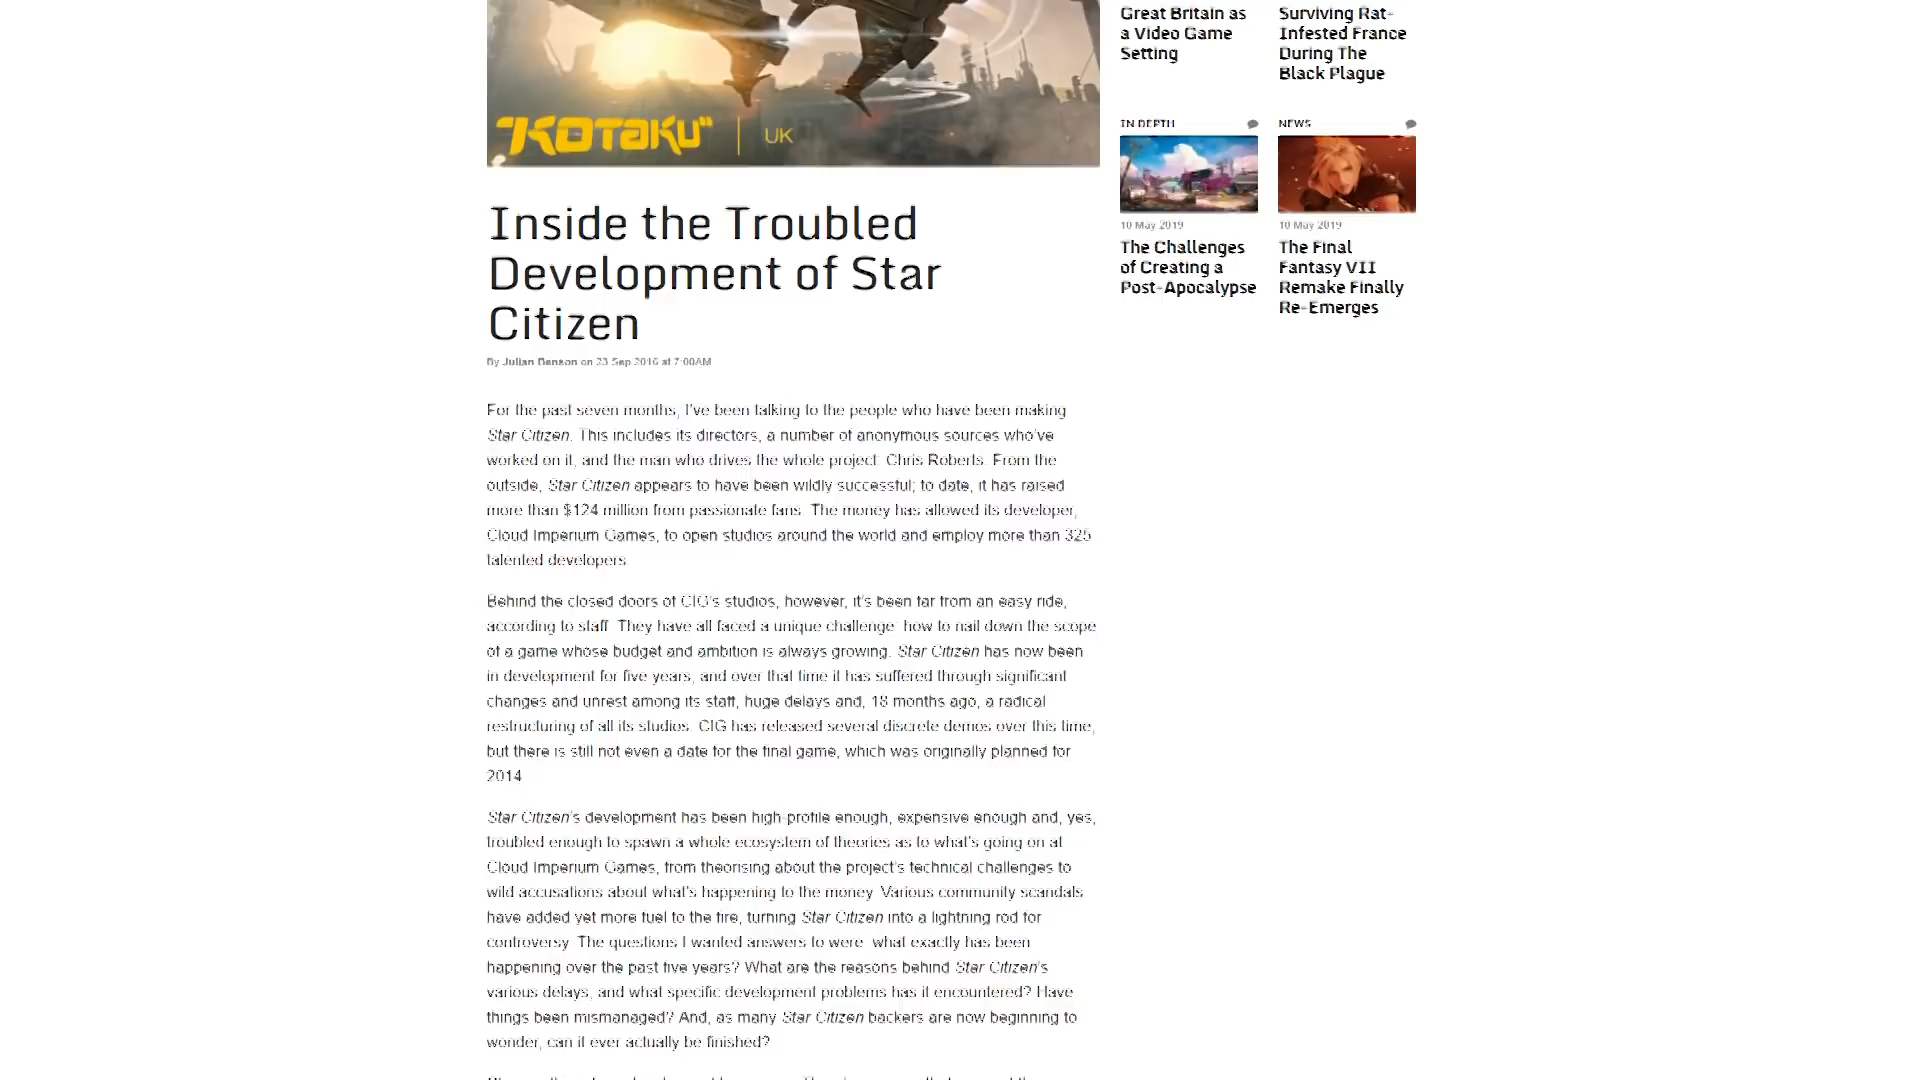 "KOTAKU" | UK
Inside the Troubled
Development of Star
Citizen
By Julian Benson on 23 Sep 2016 at 7:00AM
For the past seven months, I've been talking to the people who have been making
Star Citizen. This includes its directors, a number of anonymous sources who've
worked on it, and the man who drives the whole project: Chris Roberts. From the
outside, Star Citizen appears to have been wildly successful; to date, it has raised
more than $124 million from passionate fans. The money has allowed its developer,
Cloud Imperium Games, to open studios around the world and employ more than 325
talented developers.
Behind the closed doors of CIG's studios, however, it's been far from an easy ride,
according to staff. They have all faced a unique challenge: how to nail down the scope
of a game whose budget and ambition is always growing. Star Citizen has now been
in development for five years, and over that time it has suffered through significant
changes and unrest among its staff, huge delays and, 18 months ago, a radical
restructuring of all its studios. CIG has released several discrete demos over this time,
but there is still not even a date for the final game, which was originally planned for
2014.
Star Citizen's development has been high-profile enough, expensive enough and, yes,
troubled enough to spawn a whole ecosystem of theories as to what's going on at
Cloud Imperium Games, from theorising about the project's technical challenges to
wild accusations about what's happening to the money. Various community scandals
have added yet more fuel to the fire, turning Star Citizen into a lightning rod for
controversy. The questions I wanted answers to were: what exactly has been
happening over the past five years? What are the reasons behind Star Citizen's
various delays, and what specific development problems has it encountered? Have
things been mismanaged? And, as many Star Citizen backers are now beginning to
wonder, can it ever actually be finished?
Great Britain as
a Video Game
Setting
Surviving Rat-
Infested France
During The
Black Plague
IN DEPTH
10 May 2019
The Challenges
of Creating a
Post-Apocalypse
NEWS
10 May 2019
The Final
Fantasy VII
Remake Finally
Re-Emerges